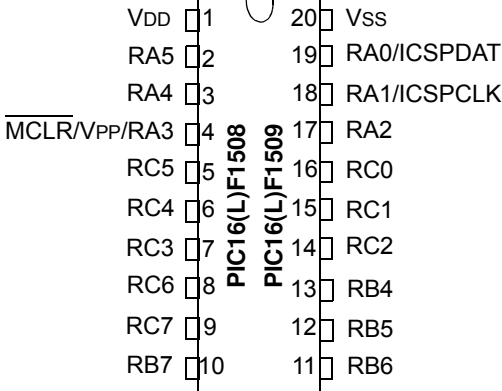 VDD 1 20 VSS
RA5 2 19 RA0/ICSPDAT
RA4 3 18 RA1/ICSPCLK
MCLR/VPP/RA3 4 17 RA2
RC5 5 16 RC0
RC4 6 15 RC1
RC3 7 14 RC2
RC6 8 13 RB4
RC7 9 12 RB5
RB7 10 11 RB6
PIC16(L)F1508
PIC16(L)F1509